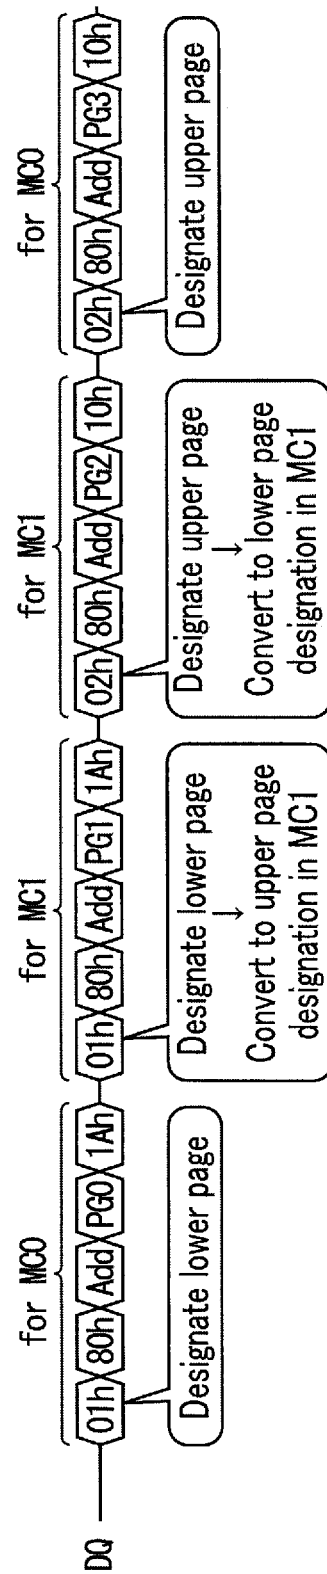 for MC0
for MC1
for MC1
for MC0
DQ 01h 80h Add PG0 1Ah 01h 80h Add PG1 1Ah 02h 80h Add PG2 10h 02h 80h Add PG3 10h
Designate lower page
Designate lower page
↓
Convert to upper page
designation in MC1
Designate upper page
↓
Convert to lower page
designation in MC1
Designate upper page